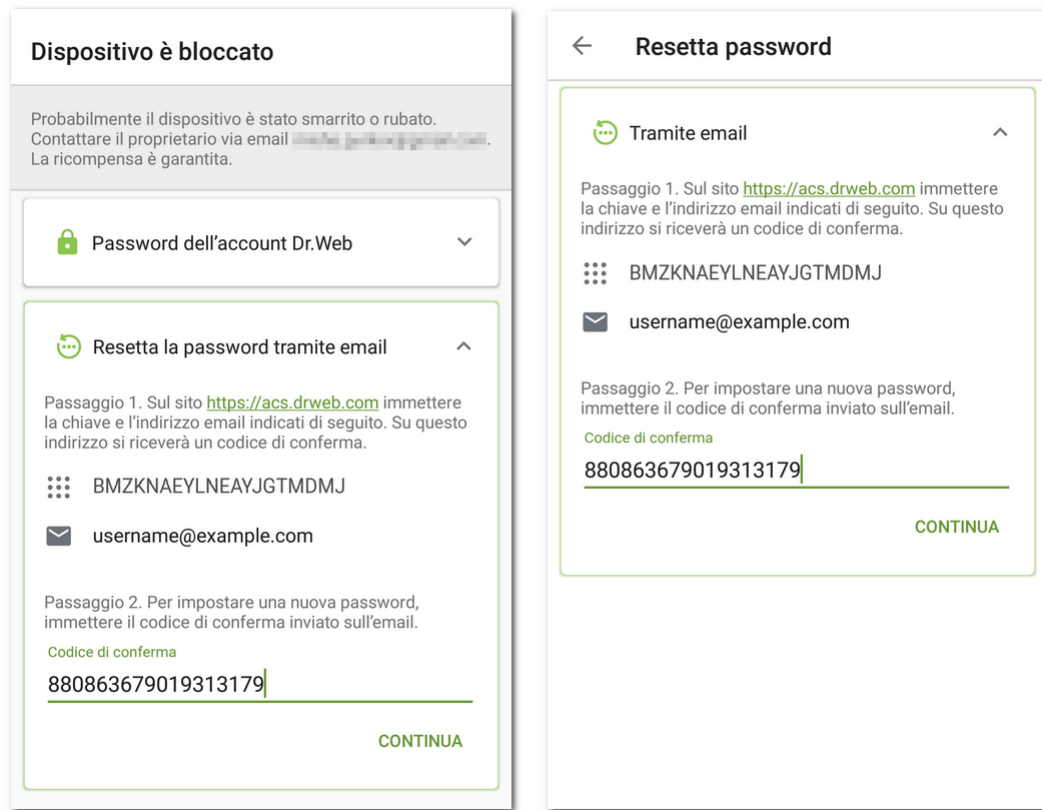 Dispositivo è bloccato
Probabilmente il dispositivo è stato smarrito o rubato.
Contattare il proprietario via email
La ricompensa è garantita.
Password dell'account Dr.Web
Resetta la password tramite email
Passaggio 1. Sul sito https://acs.drweb.com immettere
la chiave e l'indirizzo email indicati di seguito. Su questo
indirizzo si riceverà un codice di conferma.
BMZKNAEYLNEAYJGTMDMJ
username@example.com
Passaggio 2. Per impostare una nuova password,
immettere il codice di conferma inviato sull'email.
Codice di conferma
880863679019313179
CONTINUA
Resetta password
Tramite email
Passaggio 1. Sul sito https://acs.drweb.com immettere
la chiave e l'indirizzo email indicati di seguito. Su questo
indirizzo si riceverà un codice di conferma.
BMZKNAEYLNEAYJGTMDMJ
username@example.com
Passaggio 2. Per impostare una nuova password,
immettere il codice di conferma inviato sull'email.
Codice di conferma
880863679019313179
CONTINUA